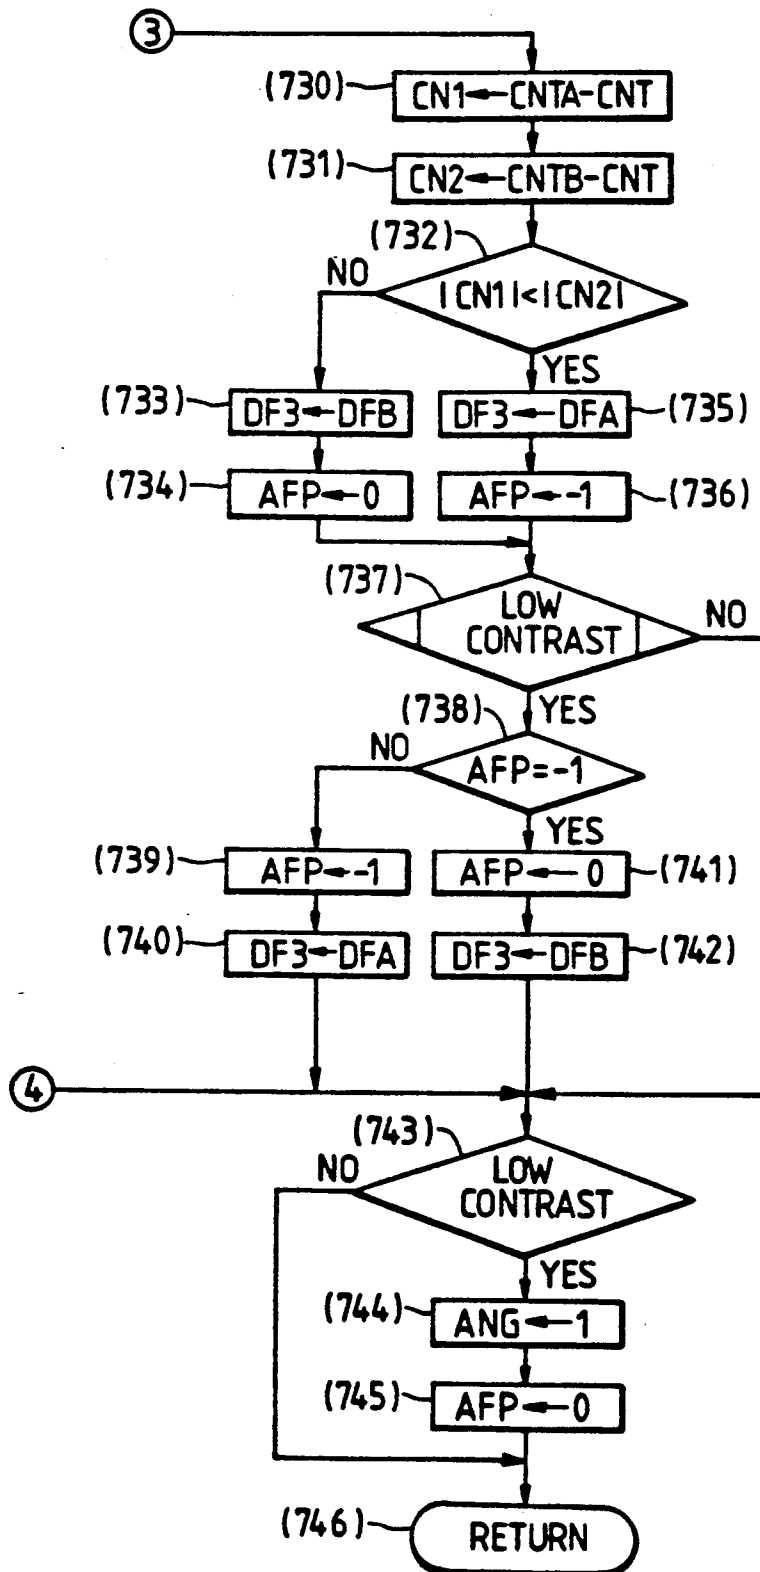 3
(730)
CN1←CNTA-CNT
(731)
CN2←CNTB-CNT
(732)
NO
|CN1|<|CN2|
YES
(733)
DF3←DFB
DF3←DFA
(735)
(734)
AFP←0
AFP←-1
(736)
(737)
LOW
CONTRAST
NO
YES
(738)
NO
AFP=-1
YES
(739)
AFP←-1
AFP←0
(741)
(740)
DF3←DFA
DF3←DFB
(742)
4
(743)
NO
LOW
CONTRAST
YES
(744)
ANG←1
(745)
AFP←0
(746)
RETURN